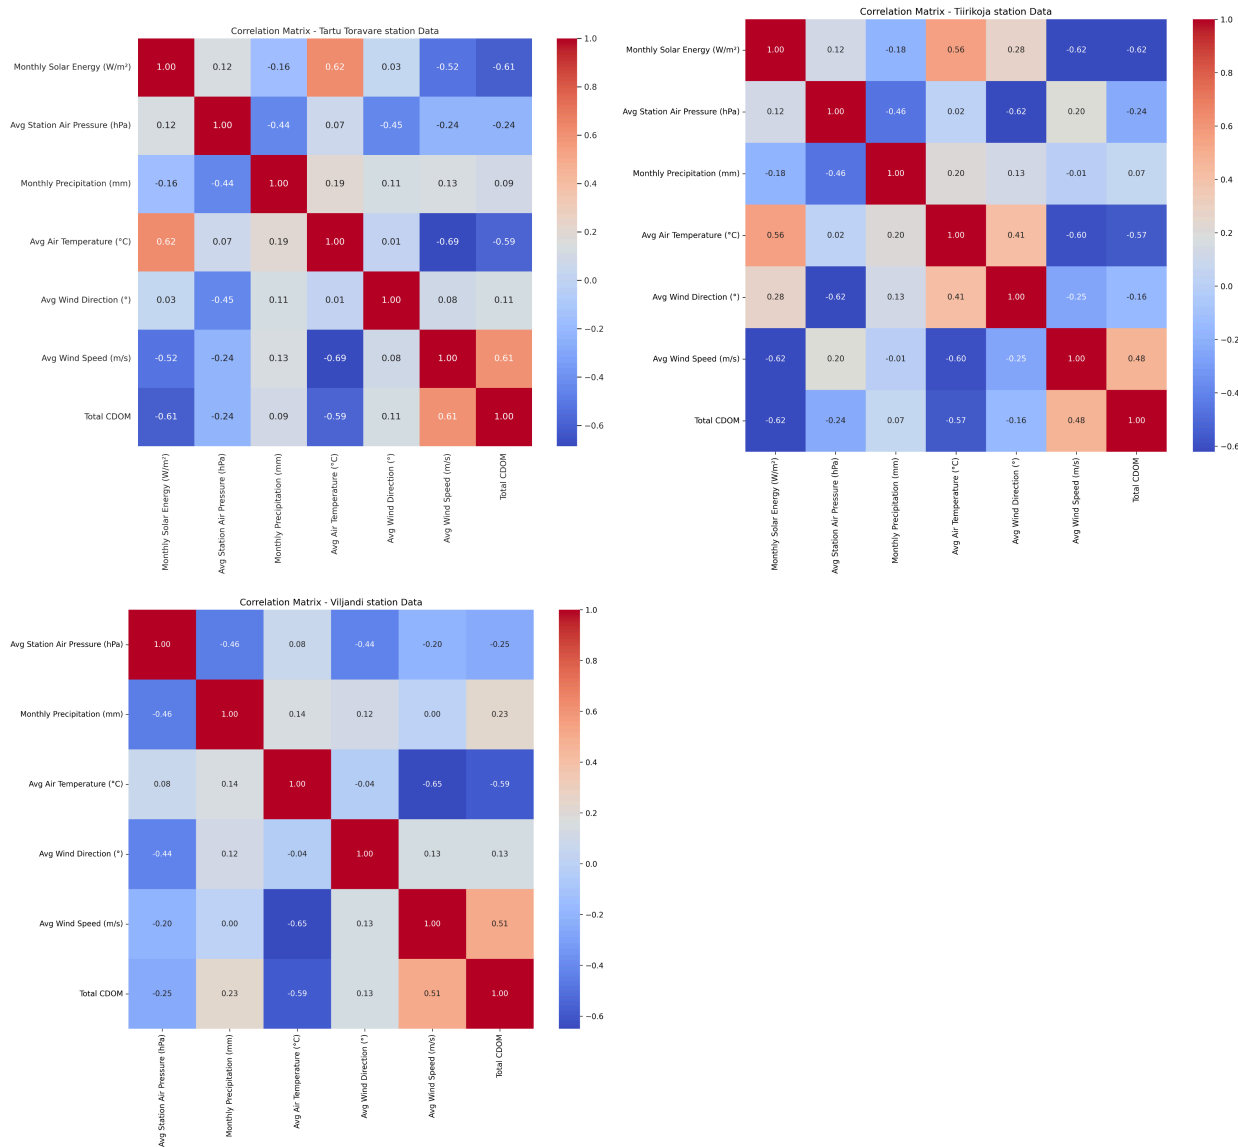 Correlation Matrix - Tartu Toravare station Data
Monthly Solar Energy (W/m²) 1.00 0.12 -0.16 0.62 0.03 -0.52 -0.61
Avg Station Air Pressure (hPa) 0.12 1.00 -0.44 0.07 -0.45 -0.24 -0.24
Monthly Precipitation (mm) -0.16 -0.44 1.00 0.19 0.11 0.13 0.09
Avg Air Temperature (°C) 0.62 0.07 0.19 1.00 0.01 -0.69 -0.59
Avg Wind Direction (°) 0.03 -0.45 0.11 0.01 1.00 0.08 0.11
Avg Wind Speed (m/s) -0.52 -0.24 0.13 -0.69 0.08 1.00 0.61
Total CDOM -0.61 -0.24 0.09 -0.59 0.11 0.61 1.00
Monthly Solar Energy (W/m²)
Avg Station Air Pressure (hPa)
Monthly Precipitation (mm)
Avg Air Temperature (°C)
Avg Wind Direction (°)
Avg Wind Speed (m/s)
Total CDOM
1.0
0.8
0.6
0.4
0.2
0.0
−0.2
−0.4
−0.6
Correlation Matrix - Tiirikoja station Data
Monthly Solar Energy (W/m²) 1.00 0.12 -0.18 0.56 0.28 -0.62 -0.62
Avg Station Air Pressure (hPa) 0.12 1.00 -0.46 0.02 -0.62 0.20 -0.24
Monthly Precipitation (mm) -0.18 -0.46 1.00 0.20 0.13 -0.01 0.07
Avg Air Temperature (°C) 0.56 0.02 0.20 1.00 0.41 -0.60 -0.57
Avg Wind Direction (°) 0.28 -0.62 0.13 0.41 1.00 -0.25 -0.16
Avg Wind Speed (m/s) -0.62 0.20 -0.01 -0.60 -0.25 1.00 0.48
Total CDOM -0.62 -0.24 0.07 -0.57 -0.16 0.48 1.00
Monthly Solar Energy (W/m²)
Avg Station Air Pressure (hPa)
Monthly Precipitation (mm)
Avg Air Temperature (°C)
Avg Wind Direction (°)
Avg Wind Speed (m/s)
Total CDOM
1.0
0.8
0.6
0.4
0.2
0.0
−0.2
−0.4
−0.6
Correlation Matrix - Viljandi station Data
Avg Station Air Pressure (hPa) 1.00 -0.46 0.08 -0.44 -0.20 -0.25
Monthly Precipitation (mm) -0.46 1.00 0.14 0.12 0.00 0.23
Avg Air Temperature (°C) 0.08 0.14 1.00 -0.04 -0.65 -0.59
Avg Wind Direction (°) -0.44 0.12 -0.04 1.00 0.13 0.13
Avg Wind Speed (m/s) -0.20 0.00 -0.65 0.13 1.00 0.51
Total CDOM -0.25 0.23 -0.59 0.13 0.51 1.00
Avg Station Air Pressure (hPa)
Monthly Precipitation (mm)
Avg Air Temperature (°C)
Avg Wind Direction (°)
Avg Wind Speed (m/s)
Total CDOM
1.0
0.8
0.6
0.4
0.2
0.0
−0.2
−0.4
−0.6